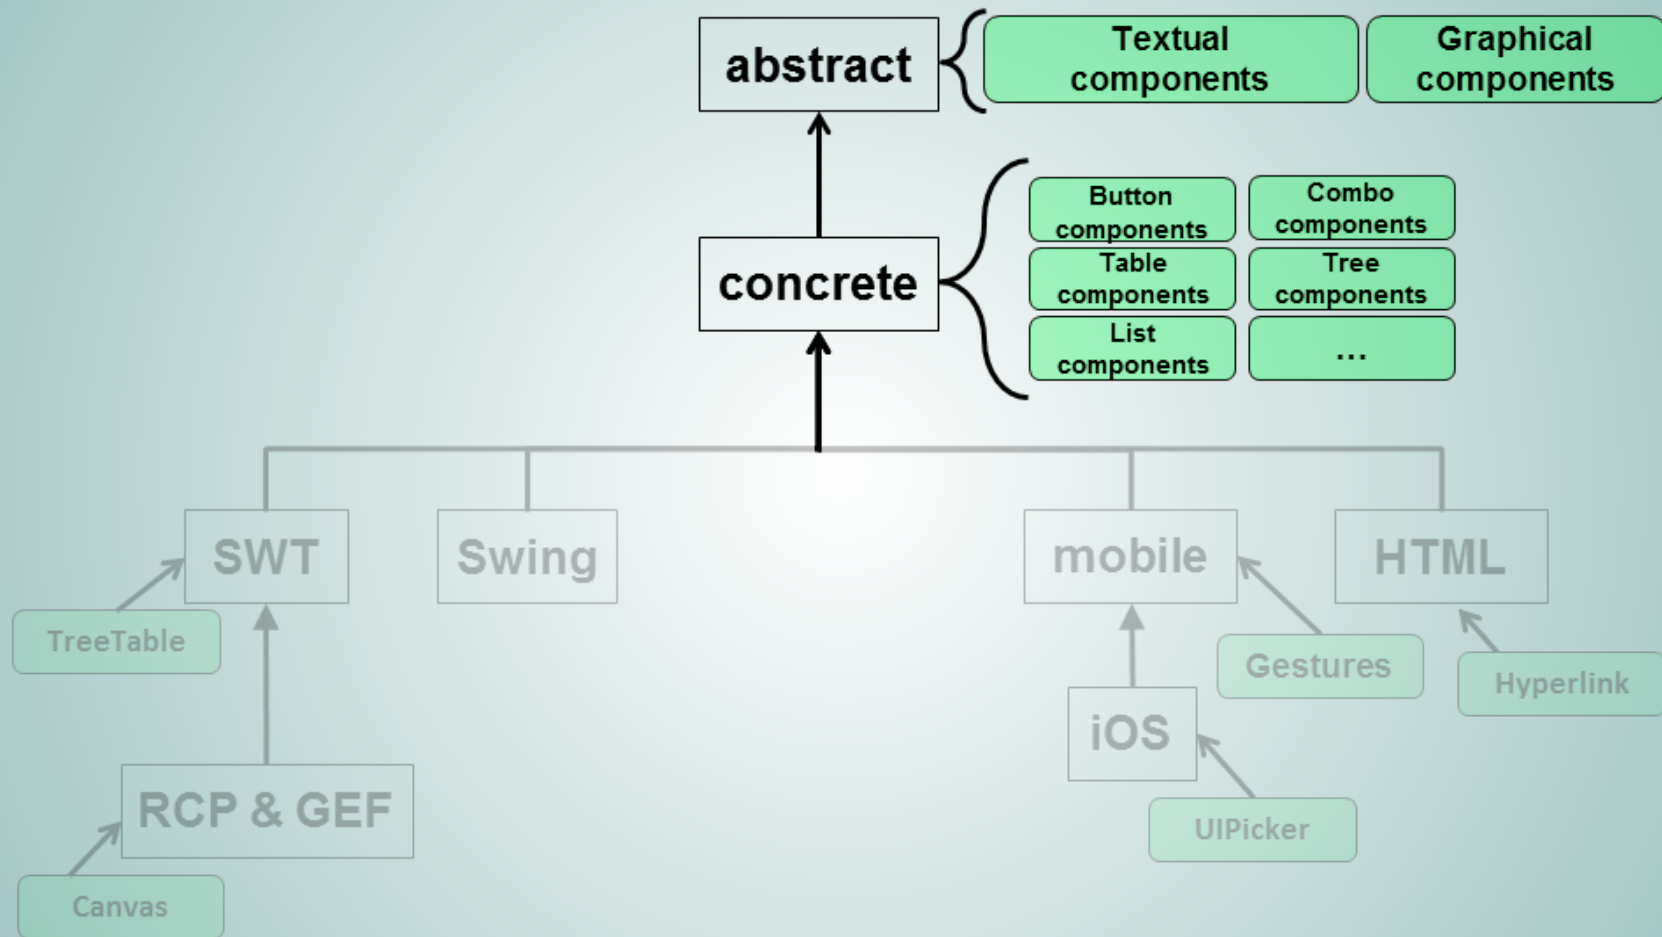 abstract
Textual
components
Graphical
components
concrete
Button
components
Combo
components
Table
components
Tree
components
List
components
...
SWT
Swing
mobile
HTML
TreeTable
Gestures
Hyperlink
iOS
RCP & GEF
UIPicker
Canvas